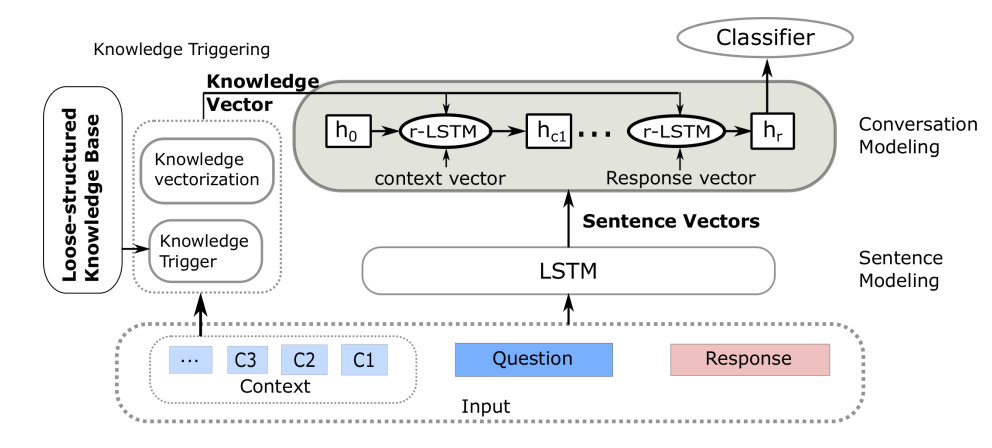 Classifier
Knowledge Triggering
Knowledge
Vector
Loose-structured
Knowledge Base
Knowledge
vectorization
Knowledge
Trigger
h0
r-LSTM
hc1
...
r-LSTM
hr
context vector
Response vector
Conversation
Modeling
Sentence Vectors
LSTM
Sentence
Modeling
... C3 C2 C1
Context
Question
Response
Input